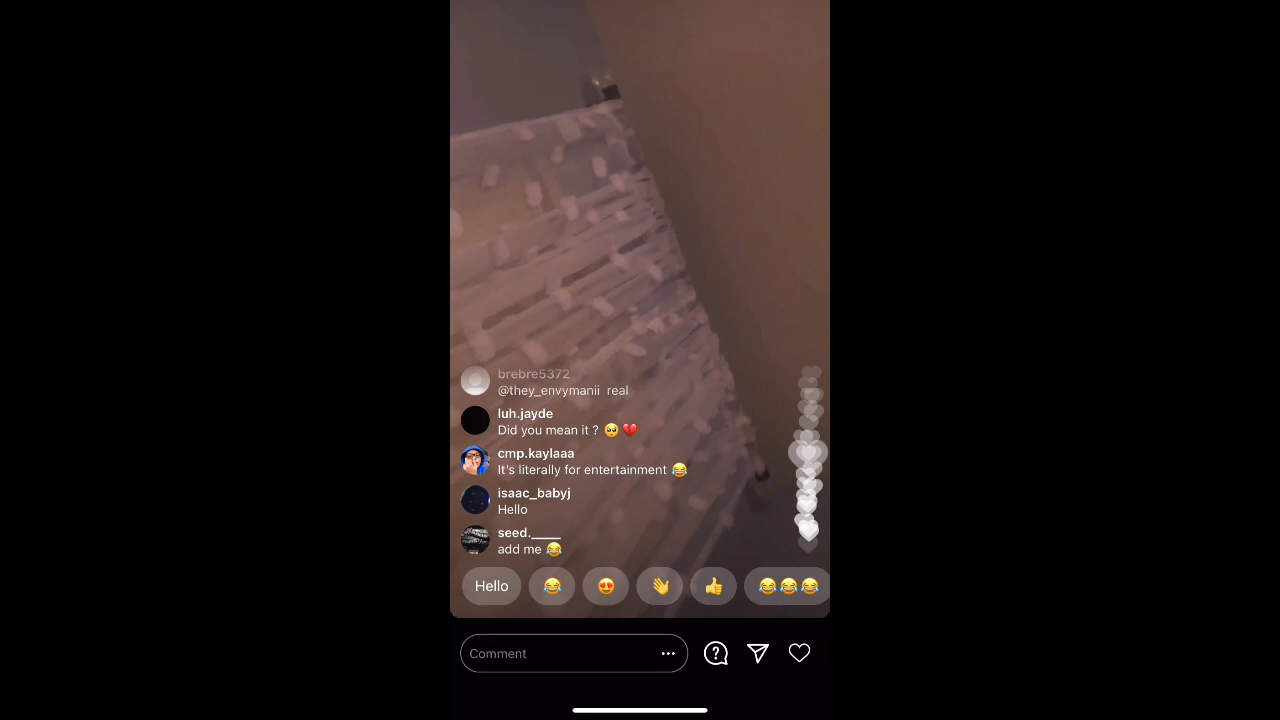 brebre5372
@they_envymanii real
luh.jayde
Did you mean it ? 🥺💔
cmp.kaylaaa
It's literally for entertainment 😂
isaac_babyj
Hello
seed._____
add me 😂
Hello 😂 😍 👋 👍 😂😂😂
Comment